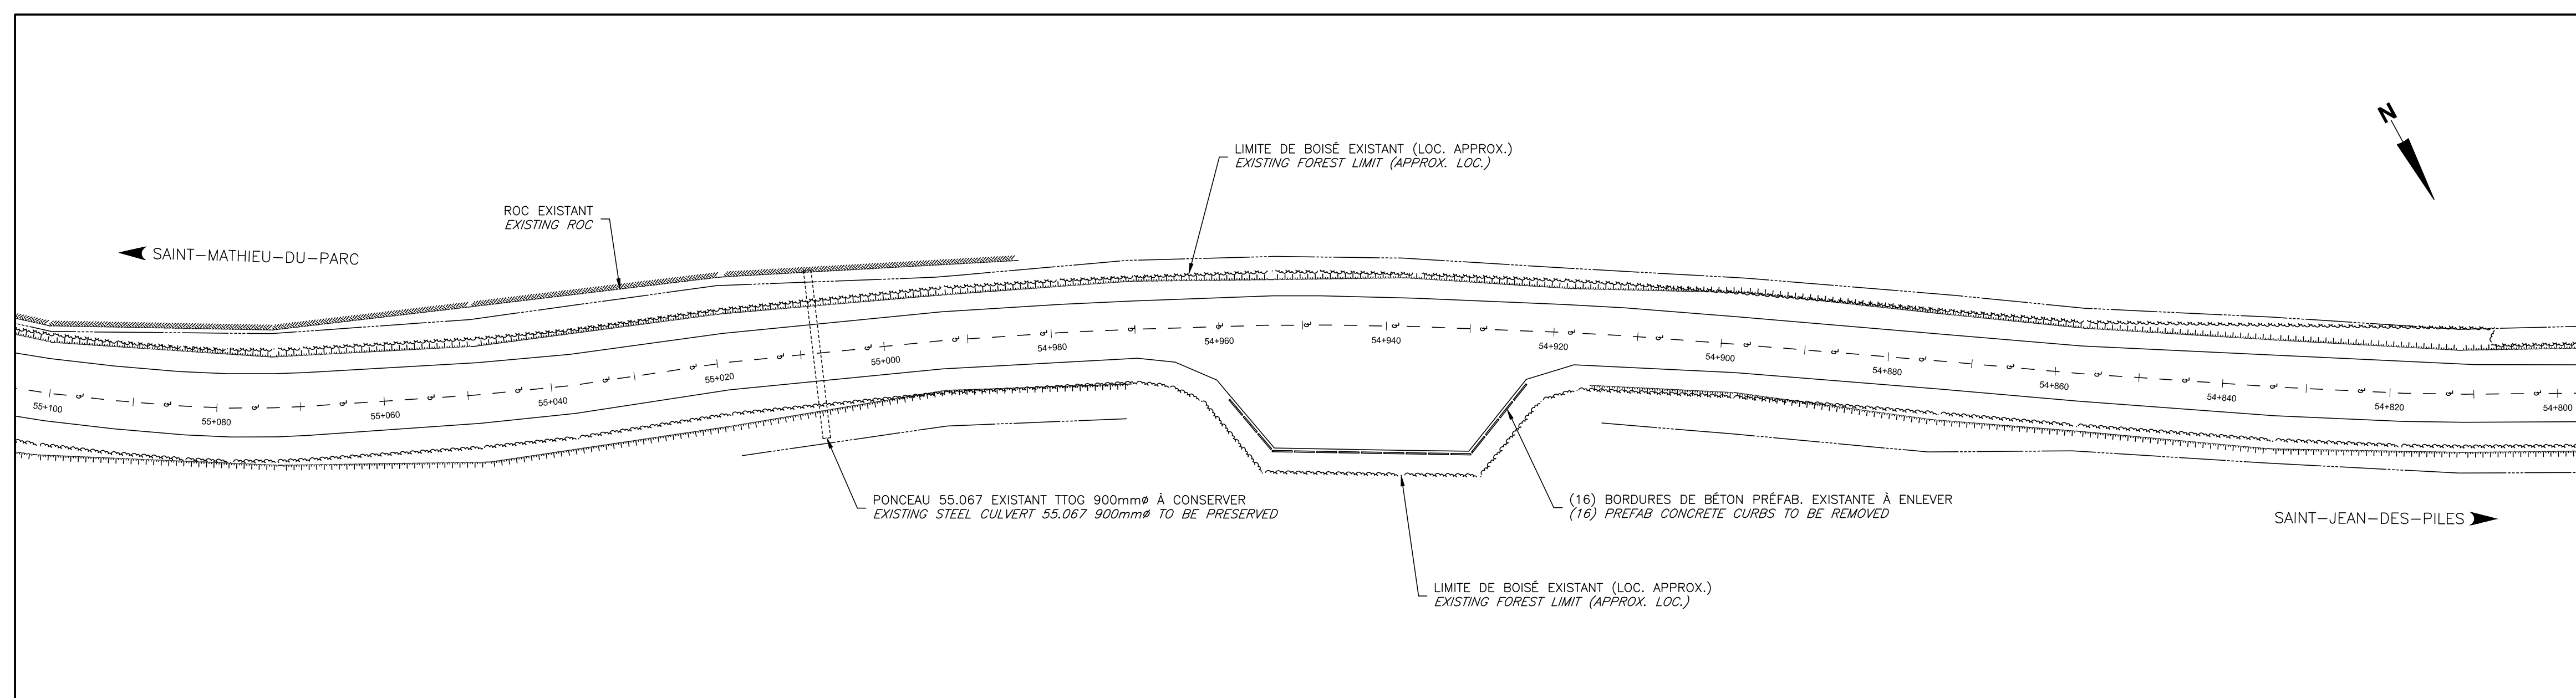 N
LIMITE DE BOISÉ EXISTANT (LOC. APPROX.)
EXISTING FOREST LIMIT (APPROX. LOC.)
ROC EXISTANT
EXISTING ROC
SAINT-MATHIEU-DU-PARC
55+100
55+080
55+060
55+040
55+020
55+000
54+980
54+960
54+940
54+920
54+900
54+880
54+860
54+840
54+820
54+800
PONCEAU 55.067 EXISTANT TTOG 900mmø À CONSERVER
EXISTING STEEL CULVERT 55.067 900mmø TO BE PRESERVED
(16) BORDURES DE BÉTON PRÉFAB. EXISTANTE À ENLEVER
(16) PREFAB CONCRETE CURBS TO BE REMOVED
SAINT-JEAN-DES-PILES
LIMITE DE BOISÉ EXISTANT (LOC. APPROX.)
EXISTING FOREST LIMIT (APPROX. LOC.)